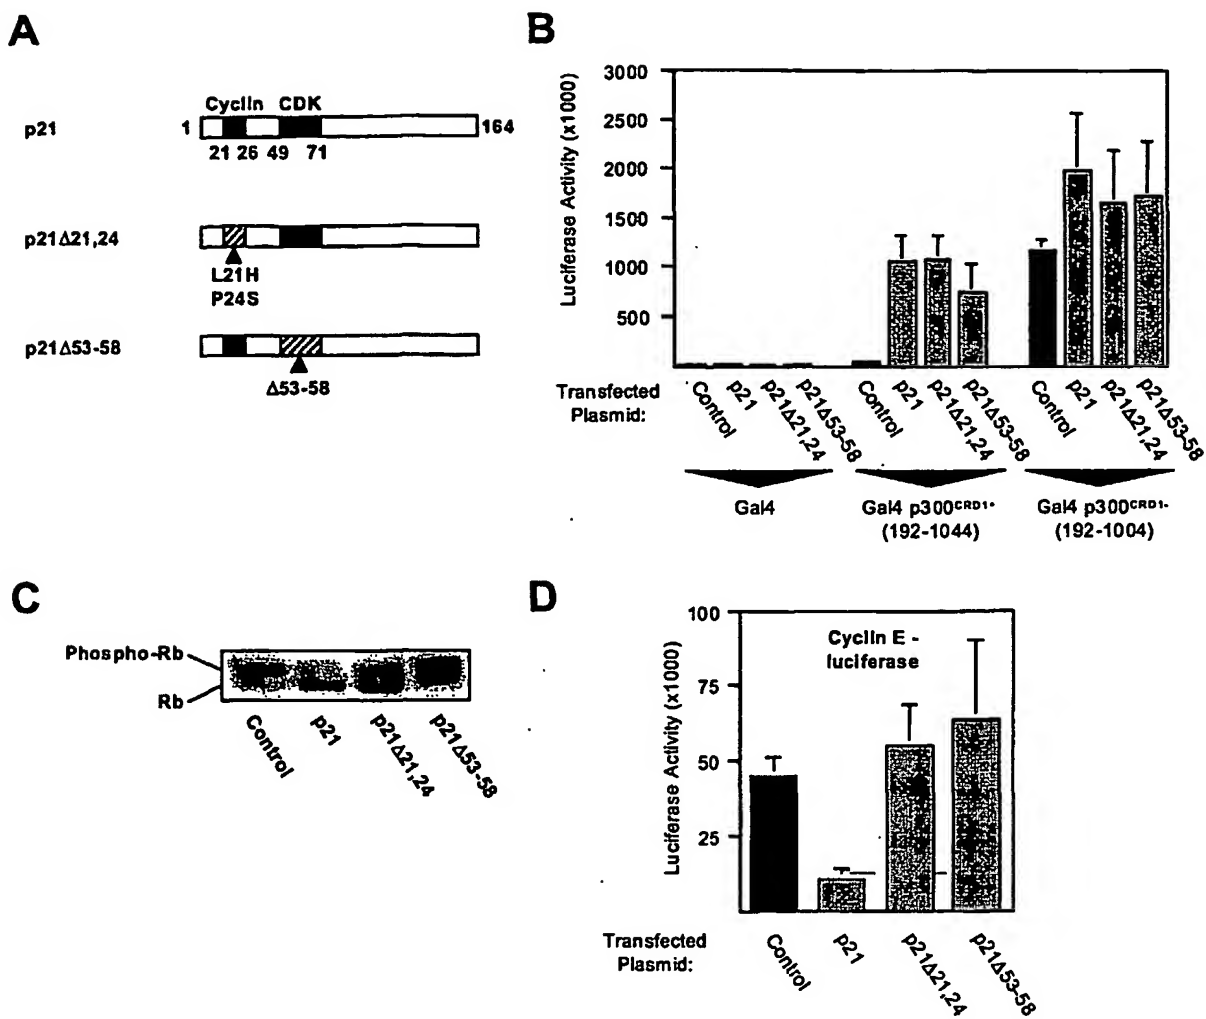 A
Cyclin CDK
p21 1 164
21 26 49 71
p21Δ21,24
L21H
P24S
p21Δ53-58
Δ53-58
B
Luciferase Activity (x1000)
3000
2500
2000
1500
1000
500
Transfected
Plasmid:
Control p21 p21Δ21,24 p21Δ53-58
Control p21 p21Δ21,24 p21Δ53-58
Control p21 p21Δ21,24 p21Δ53-58
Gal4
Gal4 p300CRD1+
(192-1044)
Gal4 p300CRD1-
(192-1004)
C
Phospho-Rb
Rb
Control p21 p21Δ21,24 p21Δ53-58
D
Luciferase Activity (x1000)
100
75
50
25
Cyclin E -
luciferase
Transfected
Plasmid:
Control p21 p21Δ21,24 p21Δ53-58